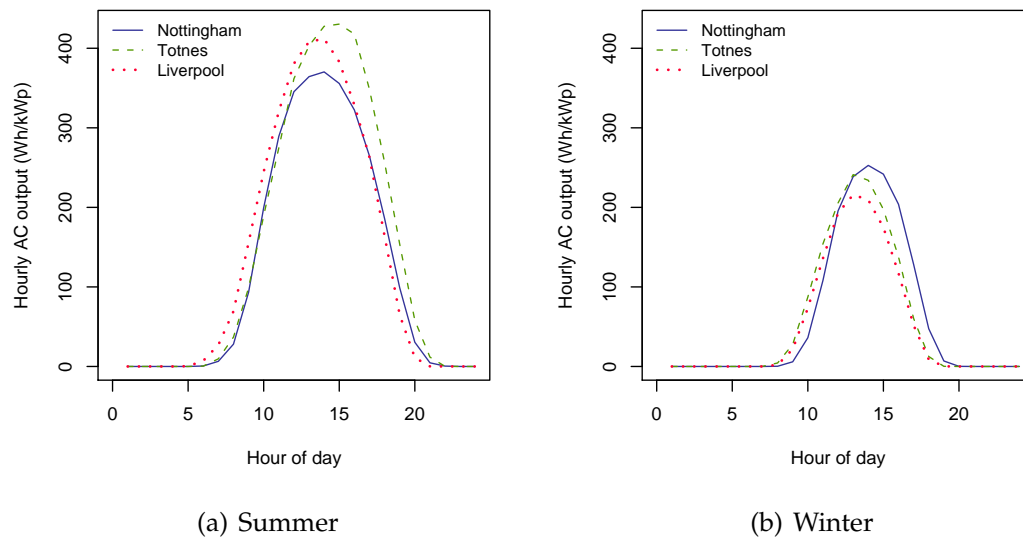 Nottingham
Totnes
Liverpool
400
300
200
100
0
Hourly AC output (Wh/kWp)
0 5 10 15 20
Hour of day
(a) Summer
Nottingham
Totnes
Liverpool
400
300
200
100
0
Hourly AC output (Wh/kWp)
0 5 10 15 20
Hour of day
(b) Winter